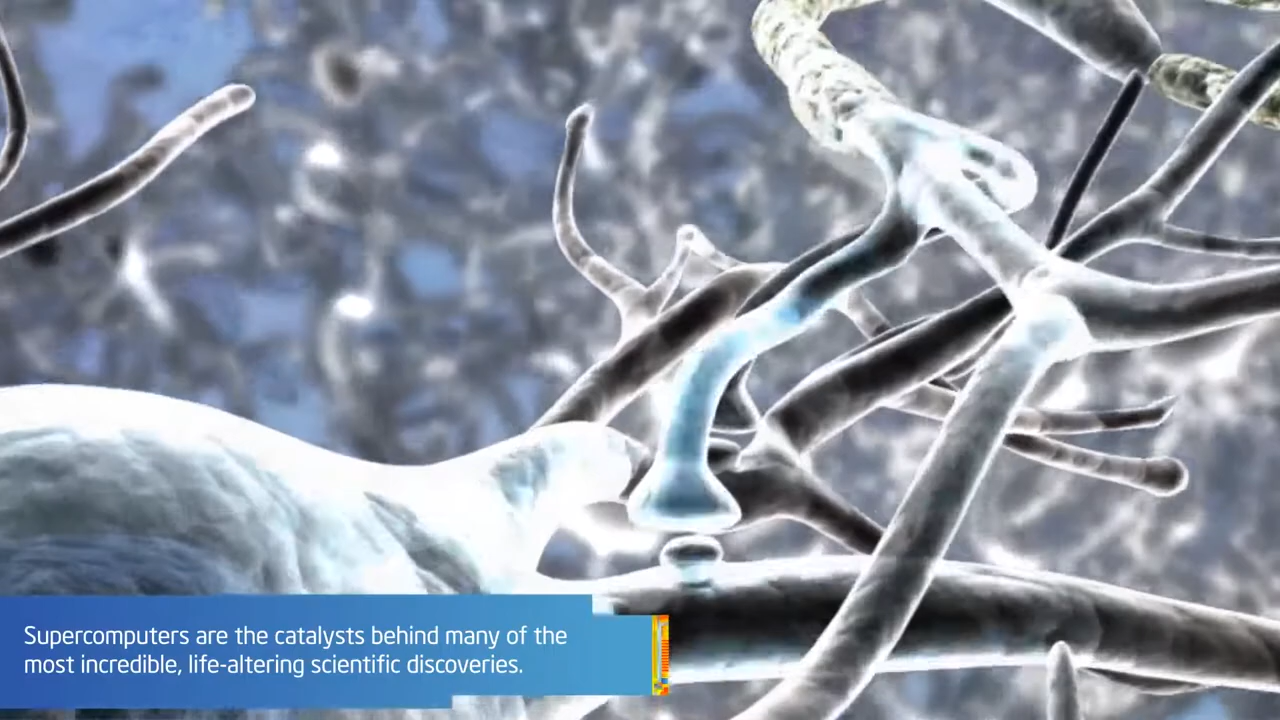 Supercomputers are the catalysts behind many of the
most incredible, life-altering scientific discoveries.